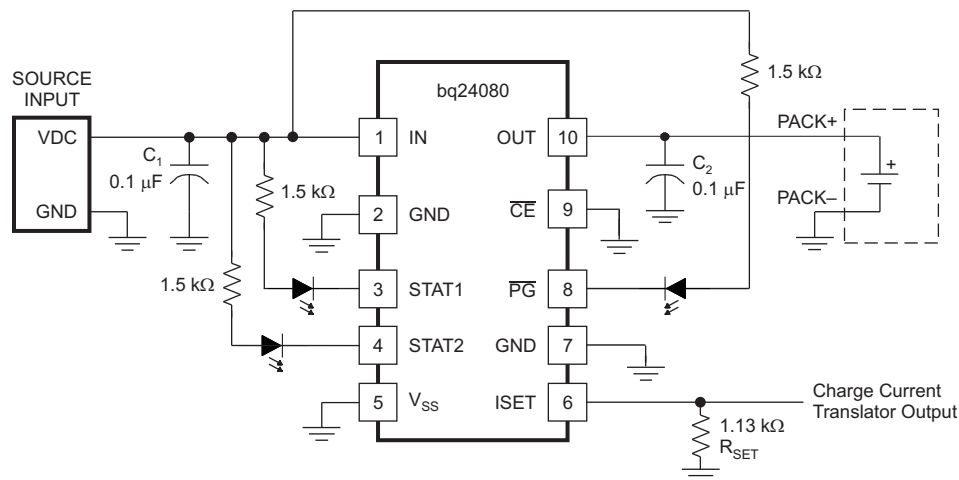 SOURCE
INPUT
VDC
GND
C1
0.1 μF
1.5 kΩ
1.5 kΩ
bq24080
1
IN
2
GND
3
STAT1
4
STAT2
5
VSS
OUT
10
C̅E̅
9
P̅G̅
8
GND
7
ISET
6
1.5 kΩ
PACK+
C2
0.1 μF
+
PACK–
Charge Current
Translator Output
1.13 kΩ
RSET